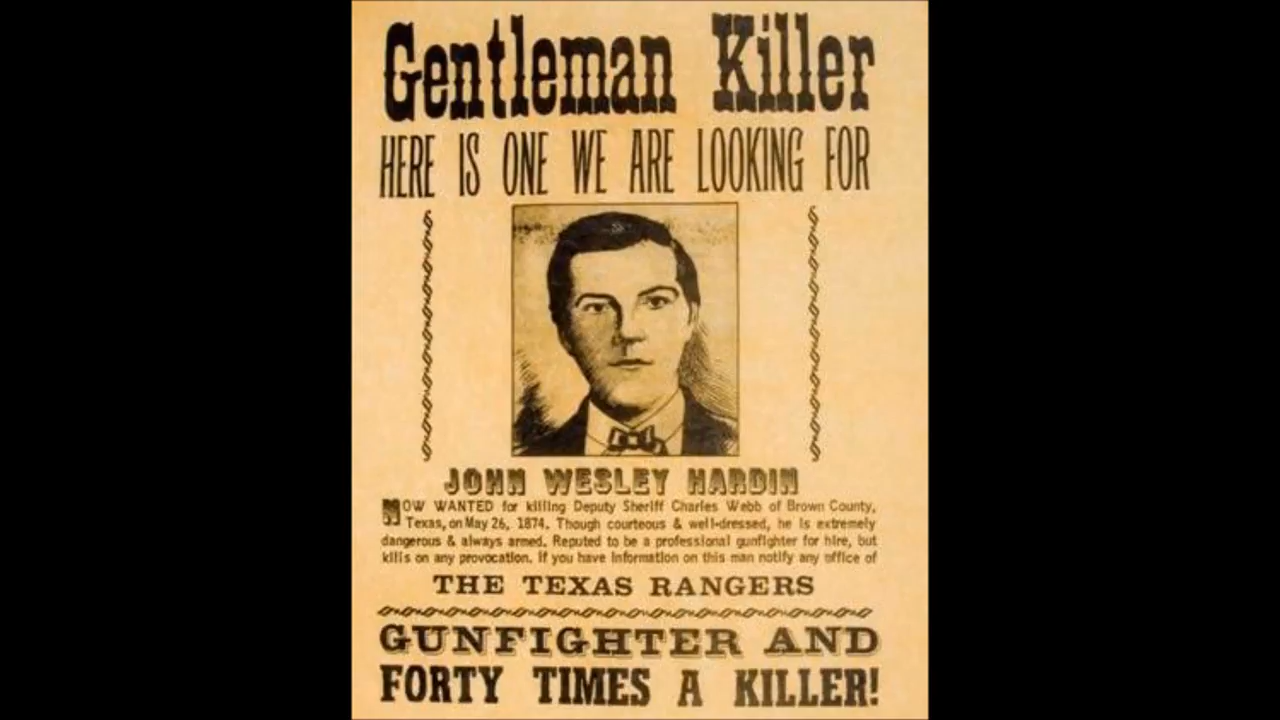 Gentleman Killer
HERE IS ONE WE ARE LOOKING FOR
JOHN WESLEY HARDIN
NOW WANTED for killing Deputy Sheriff Charles Webb of Brown County,
Texas, on May 26, 1874. Though courteous & well-dressed, he is extremely
dangerous & always armed. Reputed to be a professional gunfighter for hire, but
kills on any provocation. If you have information on this man notify any office of
THE TEXAS RANGERS
GUNFIGHTER AND
FORTY TIMES A KILLER!